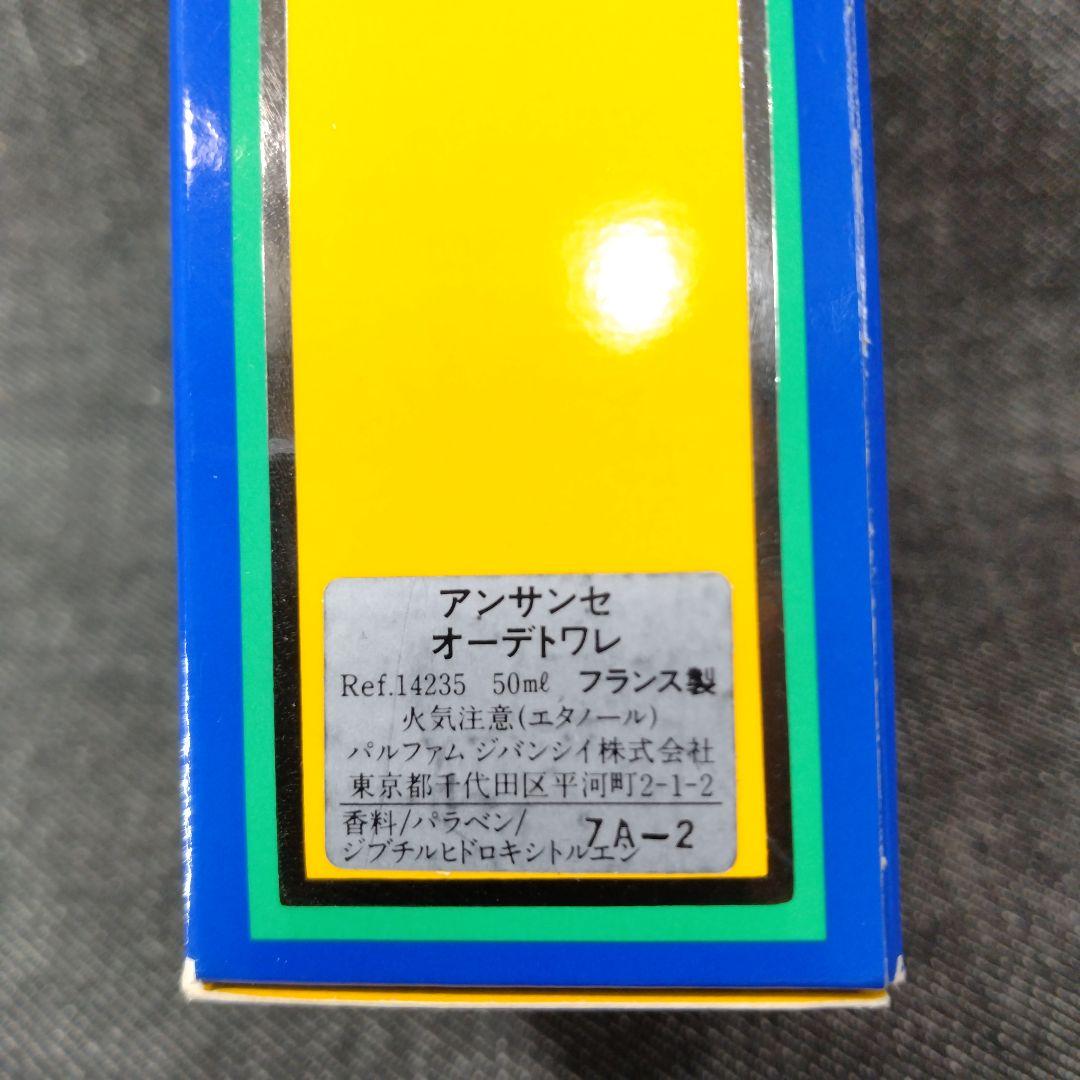 アンサンセ
オーデトワレ
Ref.14235 50mℓ フランス製
火気注意(エタノール)
パルファム ジバンシイ株式会社
東京都千代田区平河町2-1-2
香料/パラベン/ 7A-2
ジブチルヒドロキシトルエン